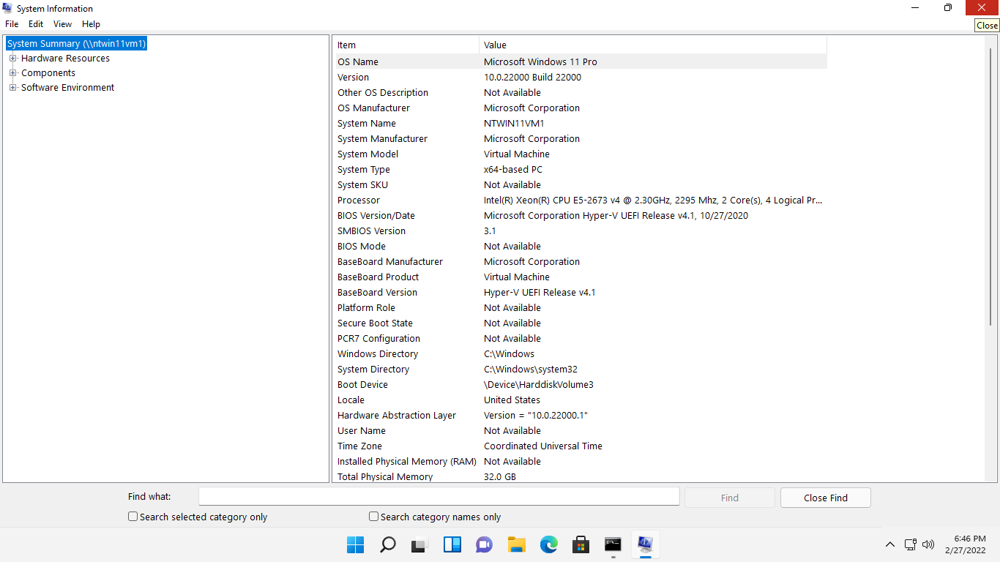 System Information
File Edit View Help
Close
System Summary (\\ntwin11vm1)
Hardware Resources
Components
Software Environment
Item Value
OS Name Microsoft Windows 11 Pro
Version 10.0.22000 Build 22000
Other OS Description Not Available
OS Manufacturer Microsoft Corporation
System Name NTWIN11VM1
System Manufacturer Microsoft Corporation
System Model Virtual Machine
System Type x64-based PC
System SKU Not Available
Processor Intel(R) Xeon(R) CPU E5-2673 v4 @ 2.30GHz, 2295 Mhz, 2 Core(s), 4 Logical Pr...
BIOS Version/Date Microsoft Corporation Hyper-V UEFI Release v4.1, 10/27/2020
SMBIOS Version 3.1
BIOS Mode Not Available
BaseBoard Manufacturer Microsoft Corporation
BaseBoard Product Virtual Machine
BaseBoard Version Hyper-V UEFI Release v4.1
Platform Role Not Available
Secure Boot State Not Available
PCR7 Configuration Not Available
Windows Directory C:\Windows
System Directory C:\Windows\system32
Boot Device \Device\HarddiskVolume3
Locale United States
Hardware Abstraction Layer Version = "10.0.22000.1"
User Name Not Available
Time Zone Coordinated Universal Time
Installed Physical Memory (RAM) Not Available
Total Physical Memory 32.0 GB
Find what: Find Close Find
Search selected category only Search category names only
6:46 PM
2/27/2022